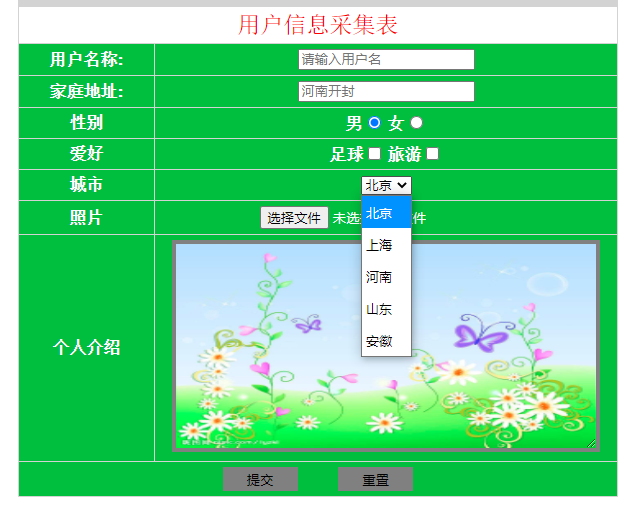 用户信息采集表
用户名称: 请输入用户名
家庭地址: 河南开封
性别 男 女
爱好 足球 旅游
城市 北京
北京
照片 选择文件 未选 件
上海
河南
山东
个人介绍
安徽
提交 重置